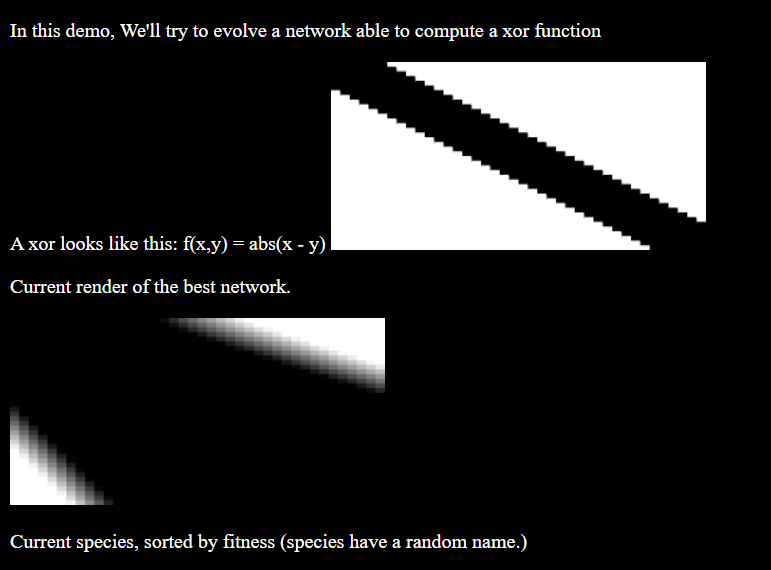 In this demo, We'll try to evolve a network able to compute a xor function
A xor looks like this: f(x,y) = abs(x - y)
Current render of the best network.
Current species, sorted by fitness (species have a random name.)